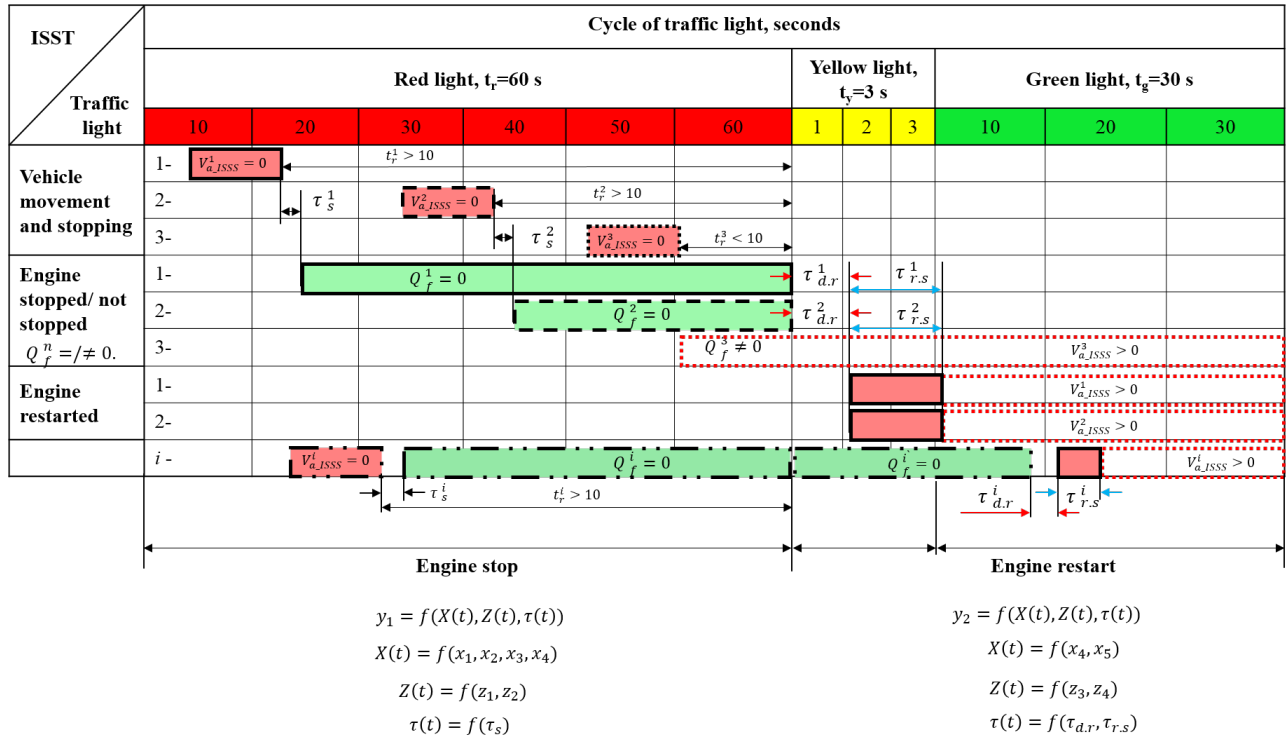 ISST
Traffic
light
Cycle of traffic light, seconds
Red light, tᵣ=60 s
Yellow light,
t_y=3 s
Green light, t_g=30 s
10 20 30 40 50 60 1 2 3 10 20 30
Vehicle
movement
and stopping
1- V¹a_ISSS = 0 t¹r > 10
τ¹s
2- V²a_ISSS = 0 t²r > 10
τ²s
3- V³a_ISSS = 0 t³r < 10
Engine
stopped/ not
stopped
Qⁿf =/≠ 0.
1- Q¹f = 0 τ¹d.r τ¹r.s
2- Q²f = 0 τ²d.r τ²r.s
3- Q³f ≠ 0 V³a_ISSS > 0
Engine
restarted
1- V¹a_ISSS > 0
2- V²a_ISSS > 0
i - Vⁱa_ISSS = 0 Qⁱf = 0 Qⁱf = 0 Vⁱa_ISSS > 0
τⁱs tⁱr > 10 τⁱd.r τⁱr.s
Engine stop
Engine restart
y₁ = f(X(t), Z(t), τ(t))
X(t) = f(x₁, x₂, x₃, x₄)
Z(t) = f(z₁, z₂)
τ(t) = f(τₛ)
y₂ = f(X(t), Z(t), τ(t))
X(t) = f(x₄, x₅)
Z(t) = f(z₃, z₄)
τ(t) = f(τd.r, τr.s)